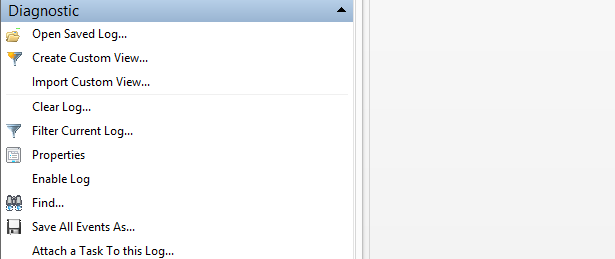 Diagnostic
Open Saved Log...
Create Custom View...
Import Custom View...
Clear Log...
Filter Current Log...
Properties
Enable Log
Find...
Save All Events As...
Attach a Task To this Log...